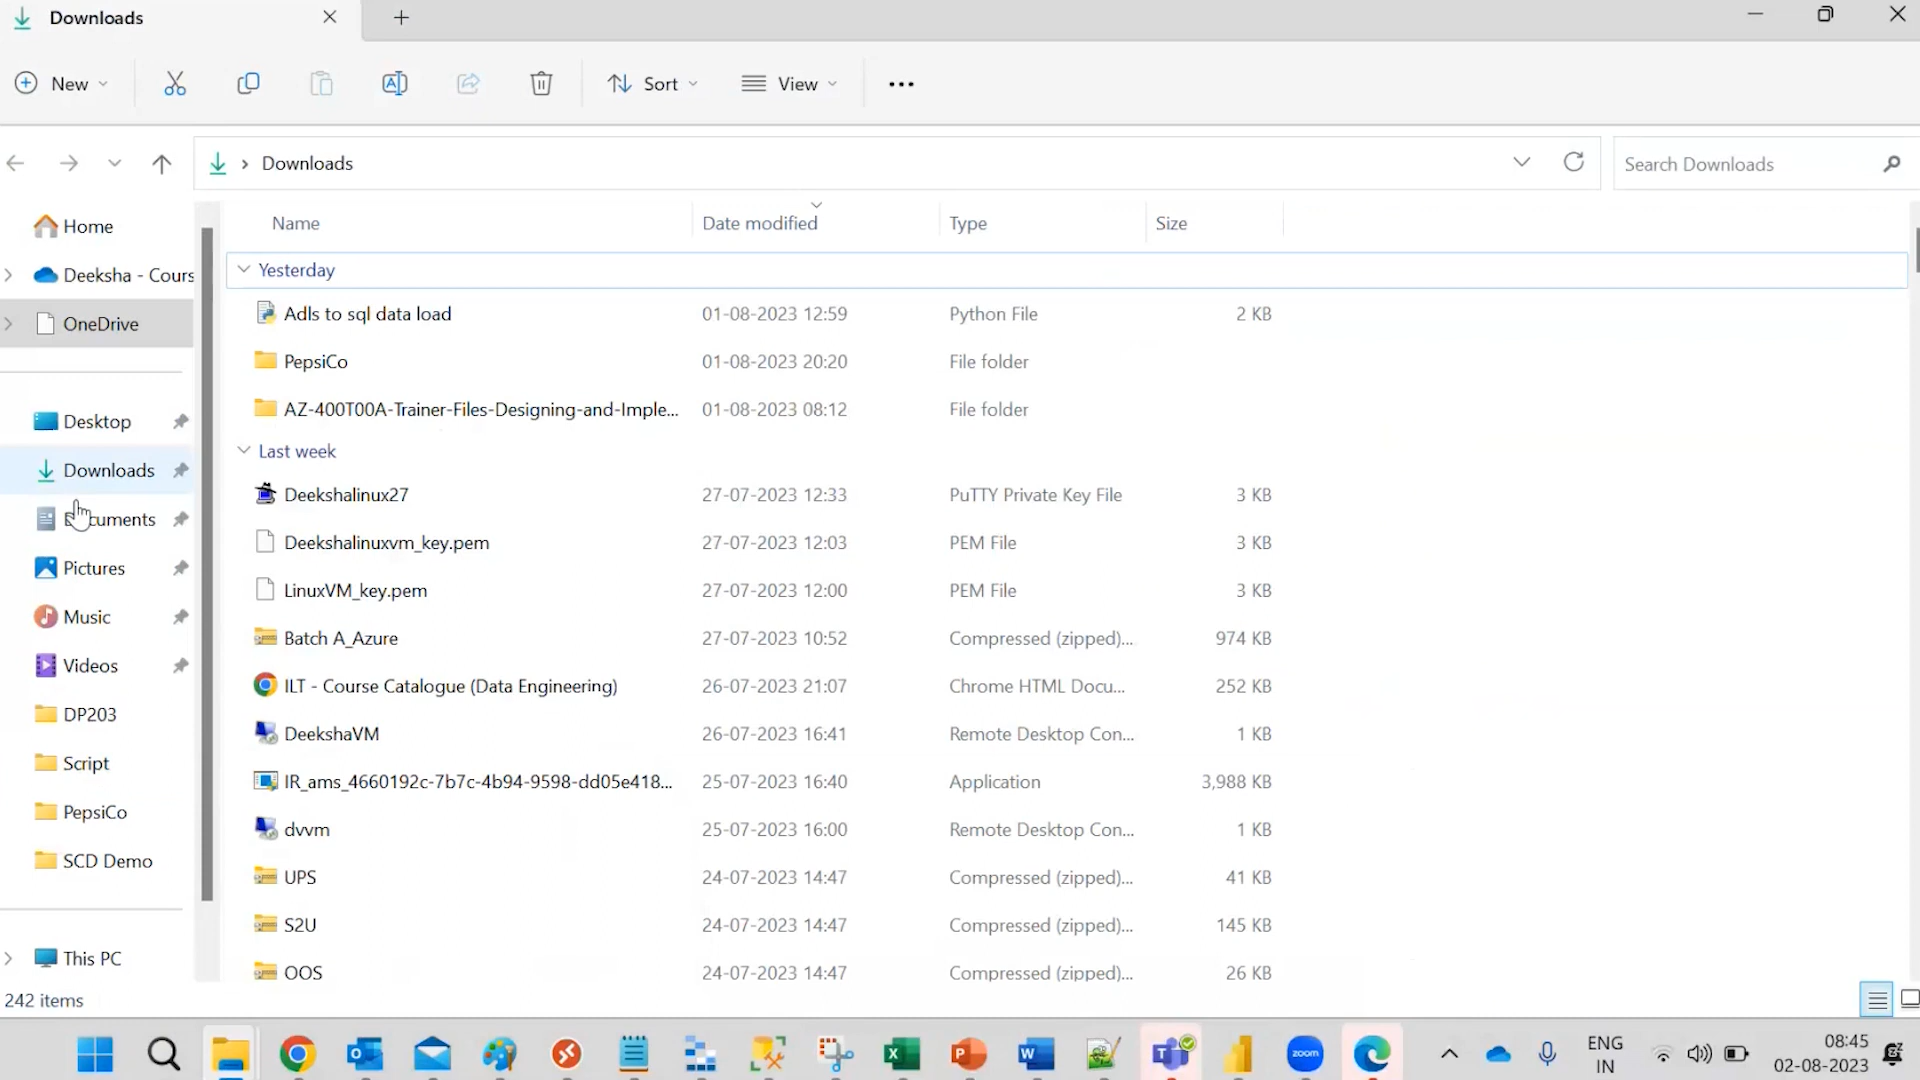 Downloads
New
Sort
View
Downloads
Search Downloads
Home
Deeksha - Cours
OneDrive
Desktop
Downloads
Documents
Pictures
Music
Videos
DP203
Script
PepsiCo
SCD Demo
This PC
Name Date modified Type Size
Yesterday
Adls to sql data load 01-08-2023 12:59 Python File 2 KB
PepsiCo 01-08-2023 20:20 File folder
AZ-400T00A-Trainer-Files-Designing-and-Imple... 01-08-2023 08:12 File folder
Last week
Deekshalinux27 27-07-2023 12:33 PuTTY Private Key File 3 KB
Deekshalinuxvm_key.pem 27-07-2023 12:03 PEM File 3 KB
LinuxVM_key.pem 27-07-2023 12:00 PEM File 3 KB
Batch A_Azure 27-07-2023 10:52 Compressed (zipped)... 974 KB
ILT - Course Catalogue (Data Engineering) 26-07-2023 21:07 Chrome HTML Docu... 252 KB
DeekshaVM 26-07-2023 16:41 Remote Desktop Con... 1 KB
IR_ams_4660192c-7b7c-4b94-9598-dd05e418... 25-07-2023 16:40 Application 3,988 KB
dvvm 25-07-2023 16:00 Remote Desktop Con... 1 KB
UPS 24-07-2023 14:47 Compressed (zipped)... 41 KB
S2U 24-07-2023 14:47 Compressed (zipped)... 145 KB
OOS 24-07-2023 14:47 Compressed (zipped)... 26 KB
242 items
zoom
ENG
IN
08:45
02-08-2023